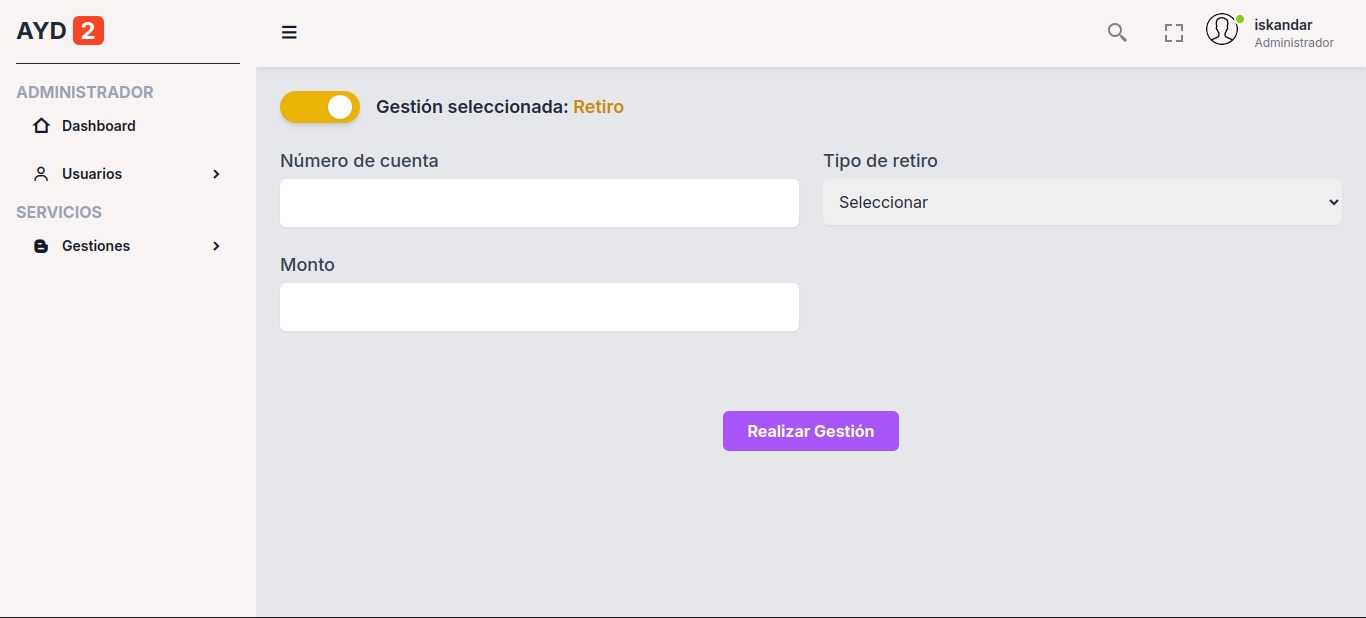 AYD 2
ADMINISTRADOR
Dashboard
Usuarios
SERVICIOS
Gestiones
iskandar
Administrador
Gestión seleccionada: Retiro
Número de cuenta
Tipo de retiro
Seleccionar
Monto
Realizar Gestión